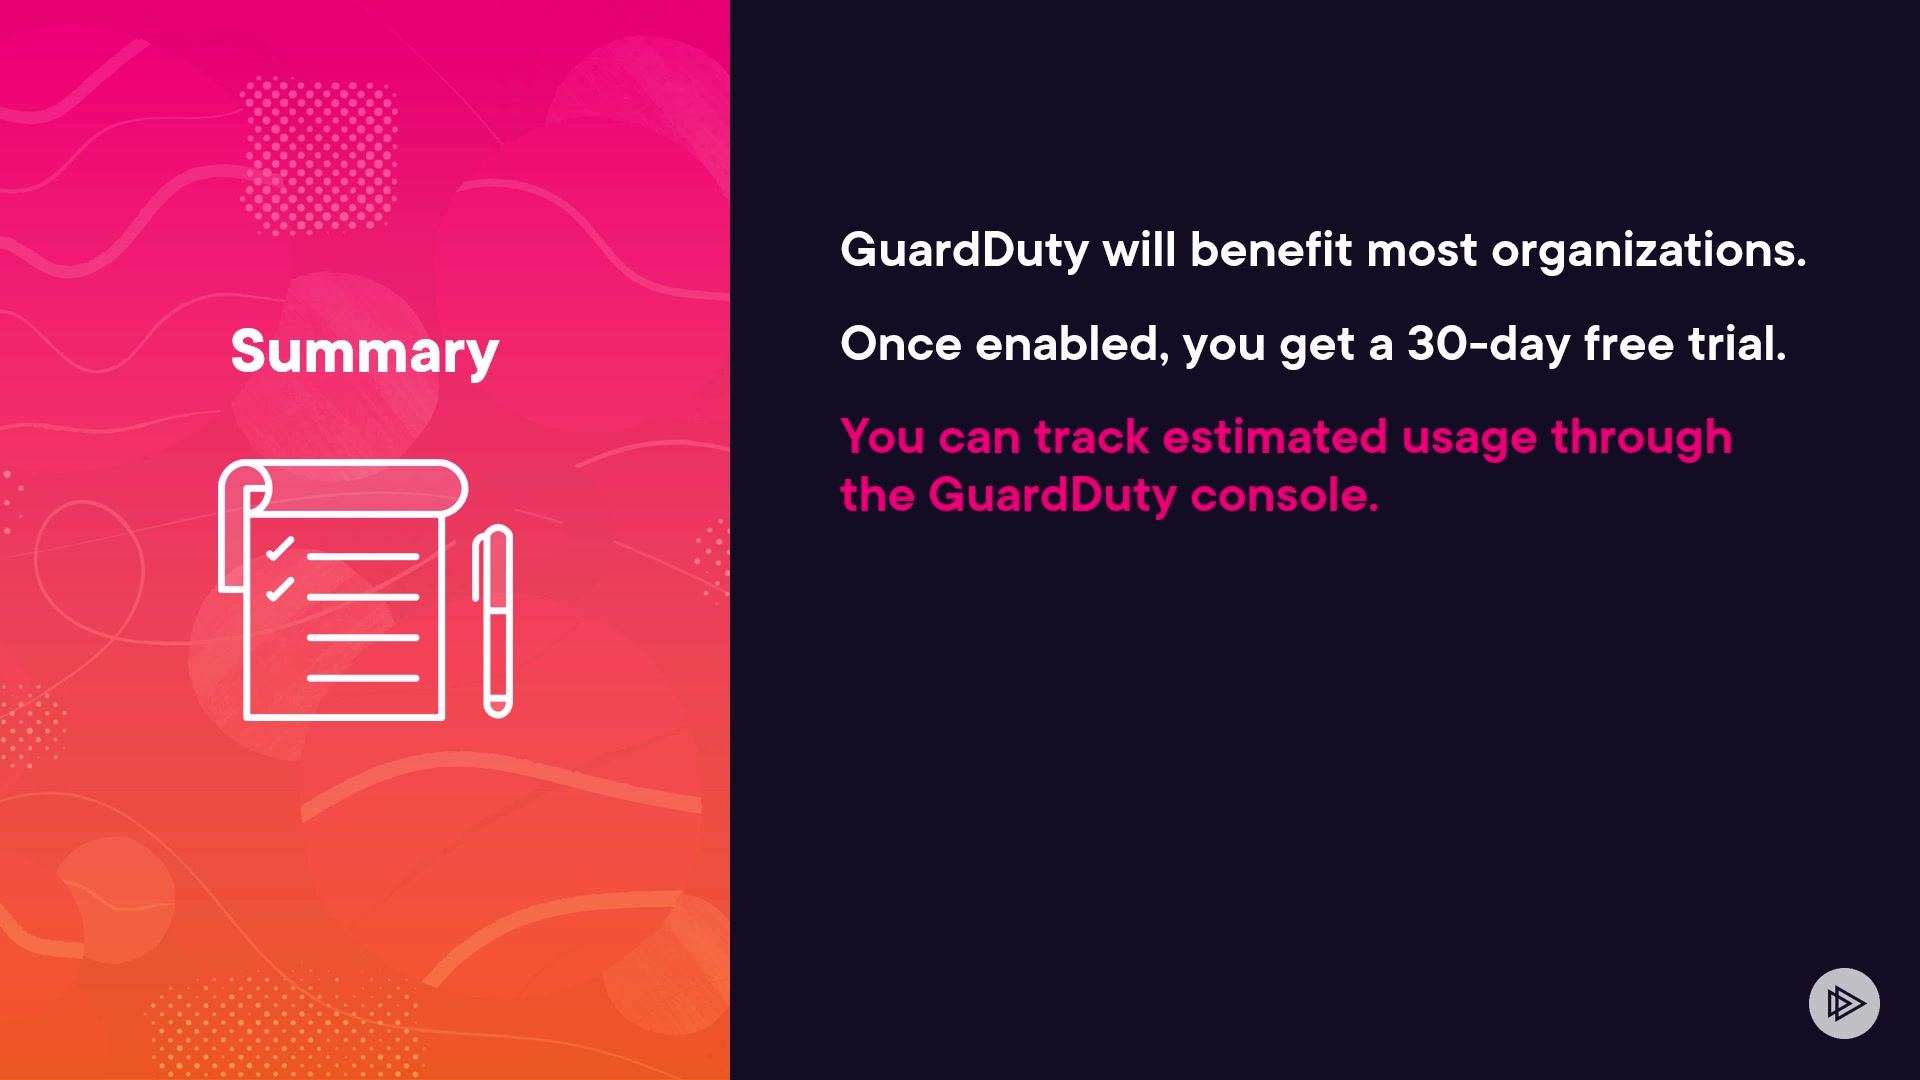 Summary
GuardDuty will benefit most organizations.
Once enabled, you get a 30-day free trial.
You can track estimated usage through
the GuardDuty console.